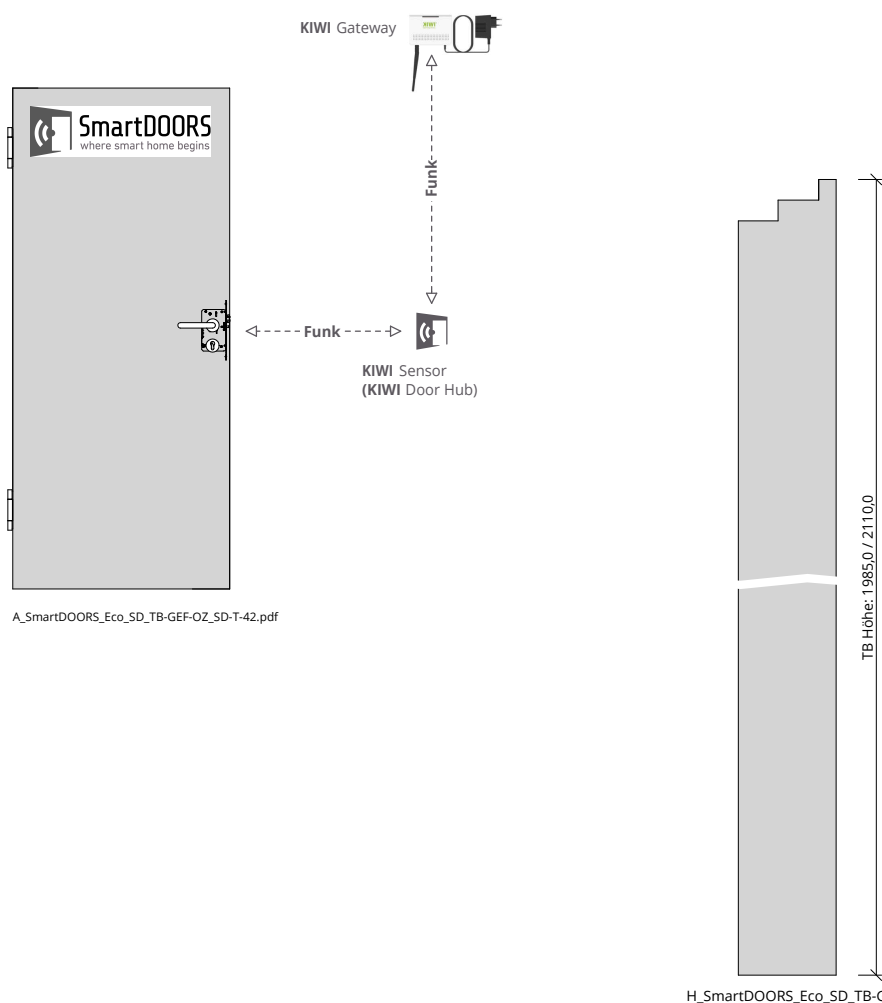 KIWI Gateway
SmartDOORS
where smart home begins
Funk
Funk
KIWI Sensor
(KIWI Door Hub)
TB Höhe: 1985,0 / 2110,0
A_SmartDOORS_Eco_SD_TB-GEF-OZ_SD-T-42.pdf
H_SmartDOORS_Eco_SD_TB-